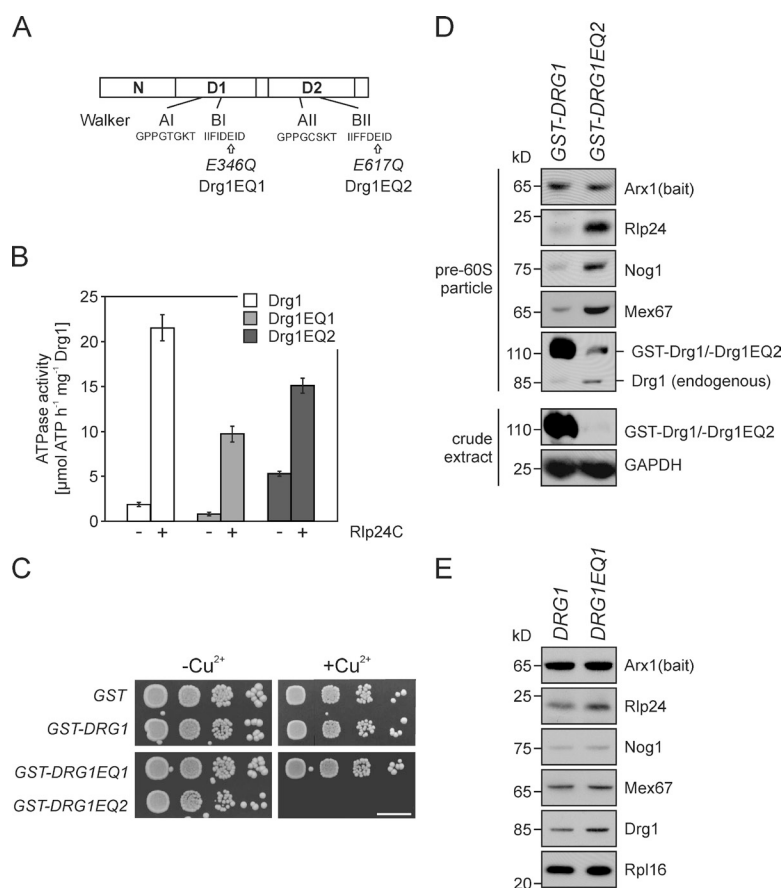 A
N D1 D2
Walker AI BI AII BII
GPPGTGKT IIFIDEID GPPGCSKT IIFFDEID
E346Q E617Q
Drg1EQ1 Drg1EQ2
B
ATPase activity
[µmol ATP h⁻¹ mg⁻¹ Drg1]
25
20
15
10
5
0
Drg1
Drg1EQ1
Drg1EQ2
- + - + - + Rlp24C
C
-Cu²⁺ +Cu²⁺
GST
GST-DRG1
GST-DRG1EQ1
GST-DRG1EQ2
D
GST-DRG1
GST-DRG1EQ2
kD
pre-60S
particle
65 Arx1(bait)
25 Rlp24
75 Nog1
65 Mex67
110 GST-Drg1/-Drg1EQ2
85 Drg1 (endogenous)
crude
extract
110 GST-Drg1/-Drg1EQ2
25 GAPDH
E
DRG1
DRG1EQ1
kD
65 Arx1(bait)
25 Rlp24
75 Nog1
65 Mex67
85 Drg1
Rpl16
20